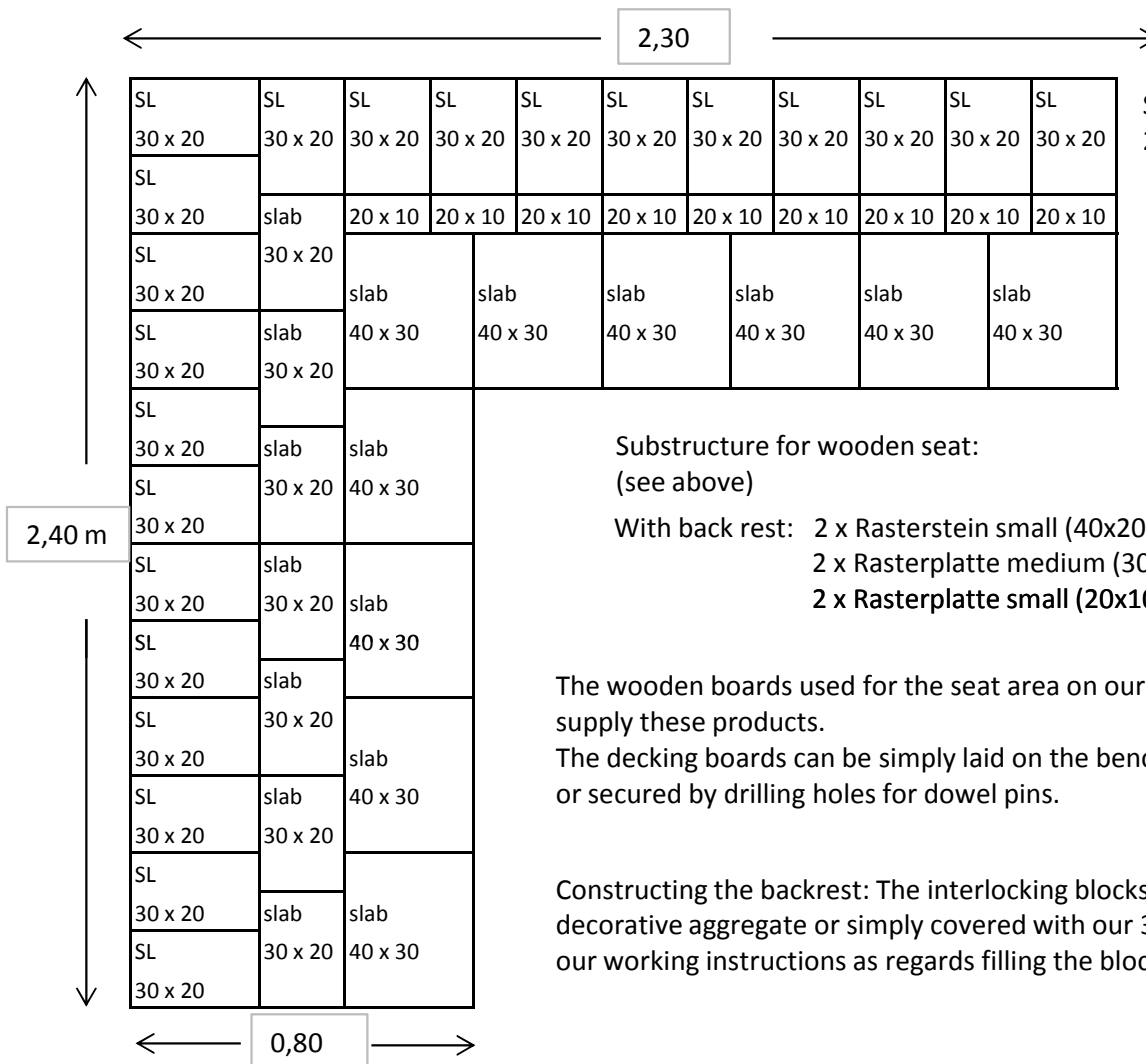 2,30
SL SL SL SL SL SL SL SL SL SL SL
30 x 20 30 x 20 30 x 20 30 x 20 30 x 20 30 x 20 30 x 20 30 x 20 30 x 20 30 x 20 30 x 20
SL
30 x 20 slab 20 x 10 20 x 10 20 x 10 20 x 10 20 x 10 20 x 10 20 x 10 20 x 10 20 x 10
SL 30 x 20
30 x 20 slab slab slab slab slab slab
SL slab 40 x 30 40 x 30 40 x 30 40 x 30 40 x 30 40 x 30
30 x 20 30 x 20
SL
30 x 20 slab slab
SL 30 x 20 40 x 30
30 x 20
2,40 m
SL slab
30 x 20 30 x 20 slab
SL 40 x 30
30 x 20 slab
SL 30 x 20
30 x 20 slab
SL slab 40 x 30
30 x 20 30 x 20
SL
30 x 20 slab slab
SL 30 x 20 40 x 30
30 x 20
0,80
Substructure for wooden seat:
(see above)
With back rest: 2 x Rasterstein small (40x20
2 x Rasterplatte medium (30
2 x Rasterplatte small (20x10
The wooden boards used for the seat area on our
supply these products.
The decking boards can be simply laid on the
or secured by drilling holes for dowel pins.
Constructing the backrest: The interlocking blocks
decorative aggregate or simply covered with our
our working instructions as regards filling the